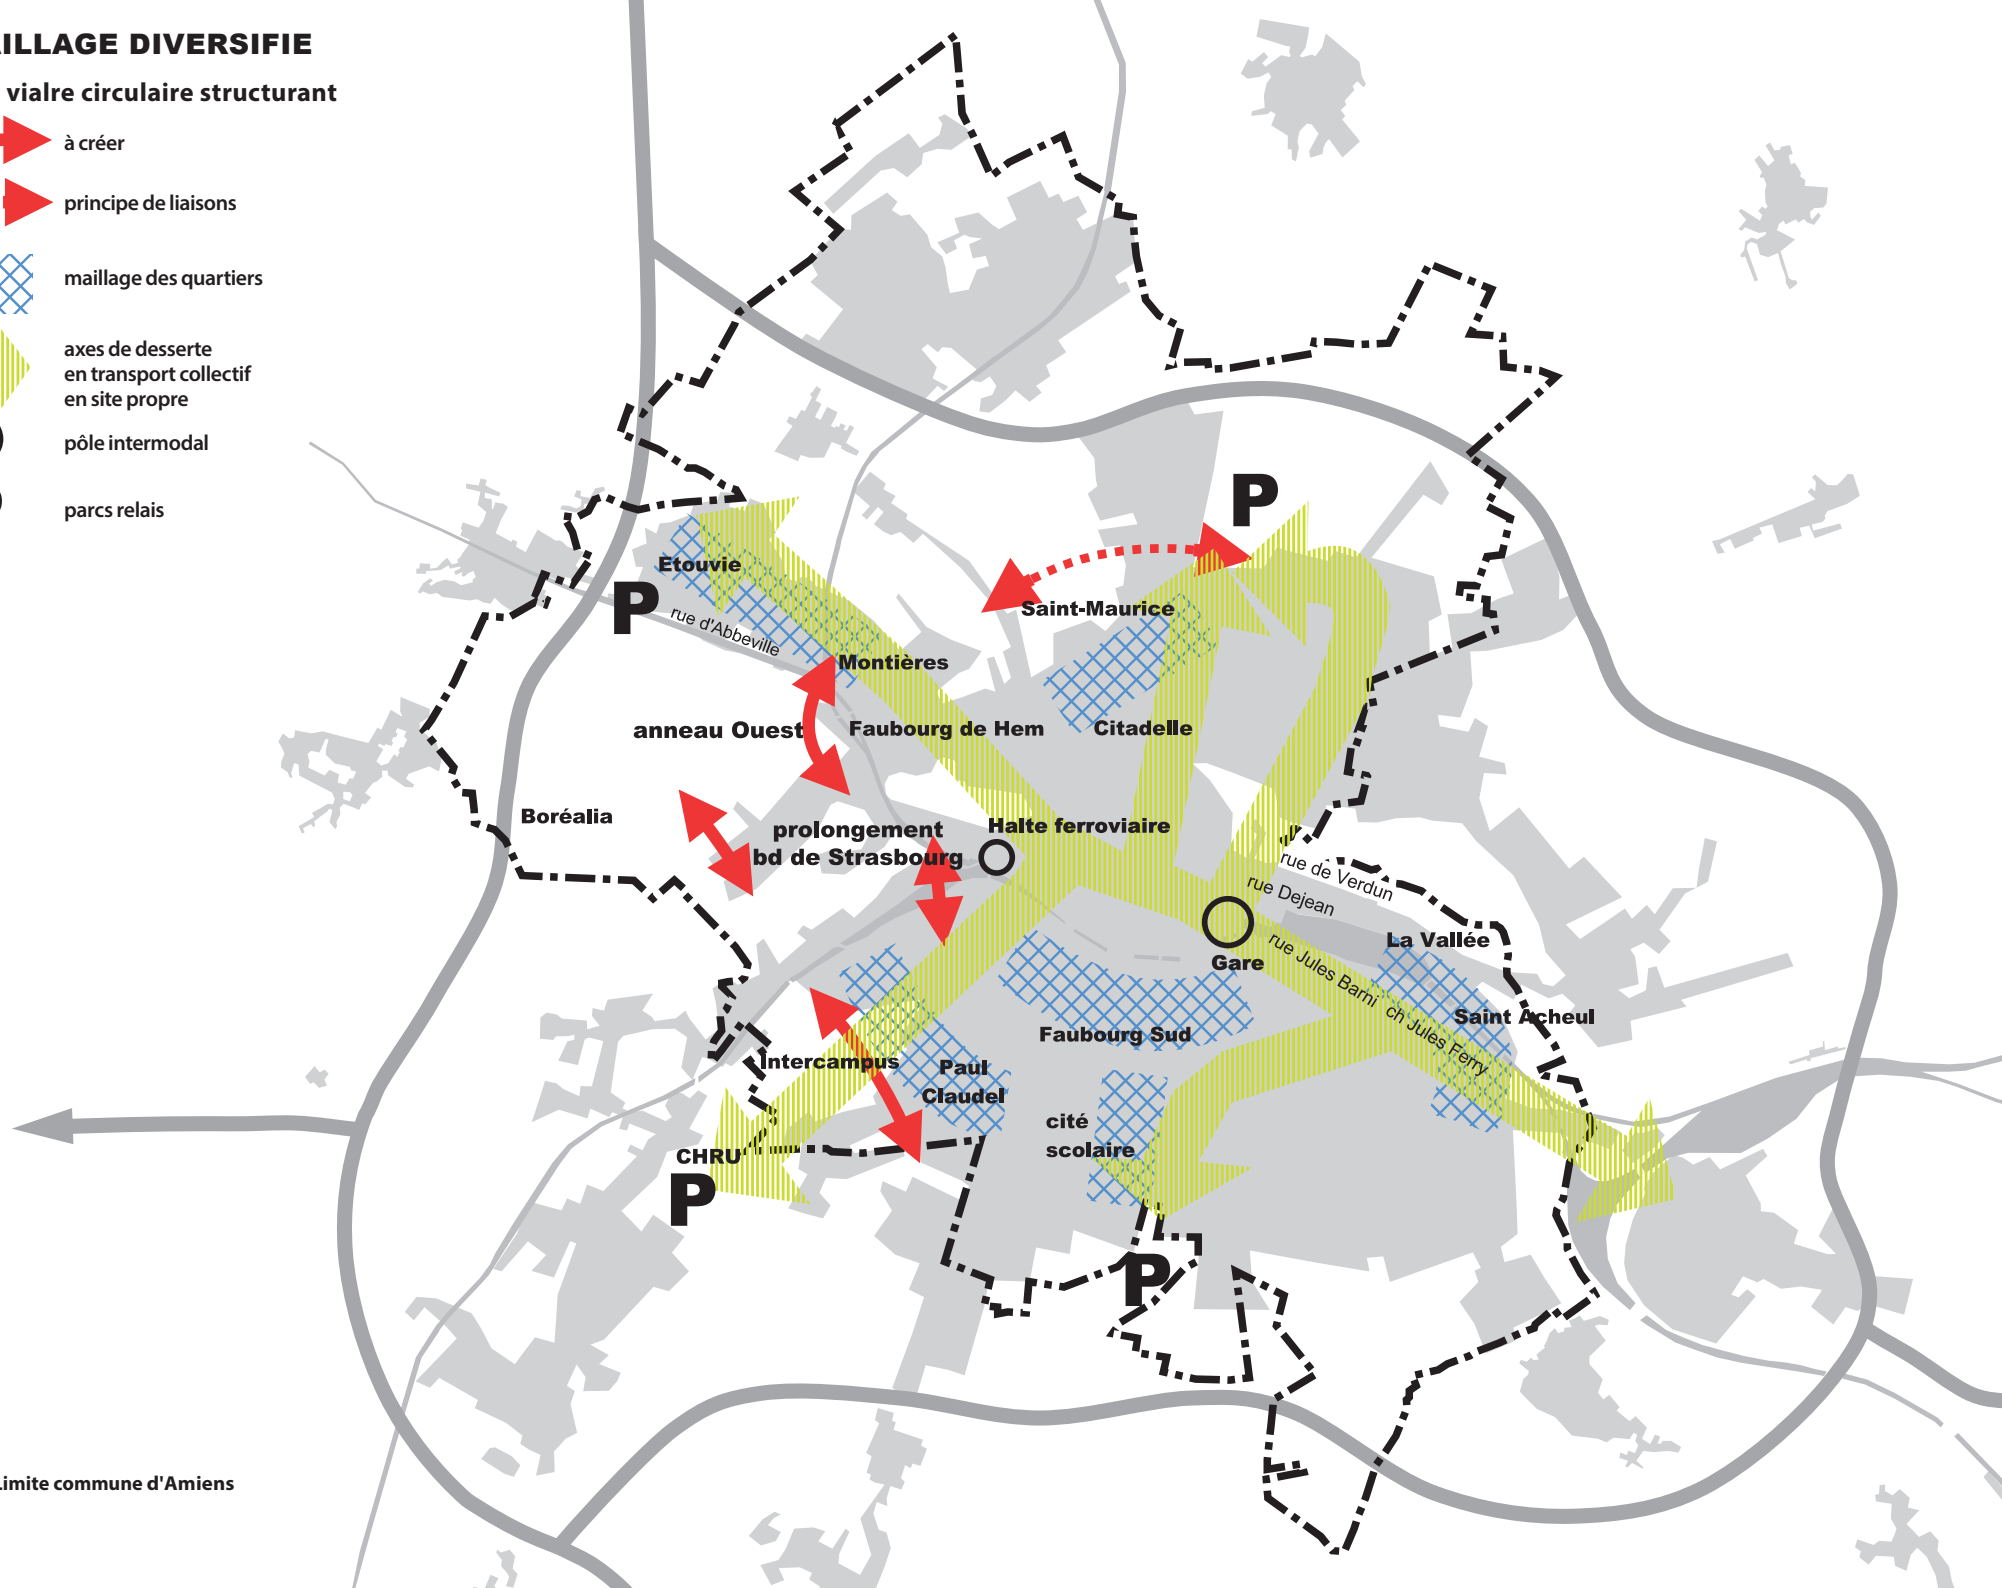 AILLAGE DIVERSIFIE
vialre circulaire structurant
à créer
principe de liaisons
maillage des quartiers
axes de desserte
en transport collectif
en site propre
pôle intermodal
parcs relais
P
Etouvie
P
rue d'Abbeville
Saint-Maurice
Montières
anneau Ouest
Faubourg de Hem
Citadelle
Boréalia
prolongement
bd de Strasbourg
Halte ferroviaire
rue de Verdun
rue Dejean
La Vallée
Gare
rue Jules Barni
ch Jules Ferry
Saint Acheul
Faubourg Sud
Intercampus
Paul
Claudel
cité
scolaire
CHRU
P
P
Limite commune d'Amiens